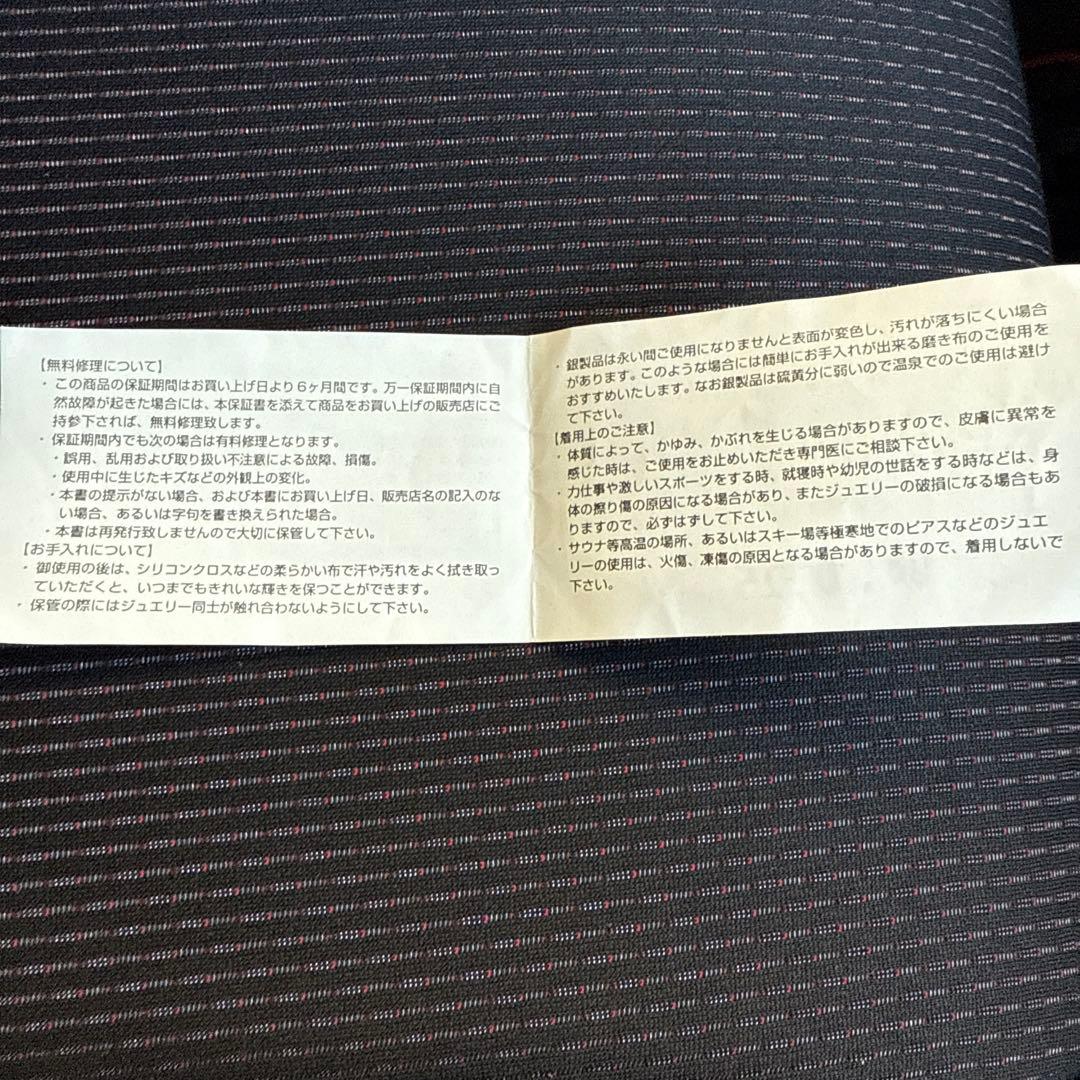 【無料修理について】
・この商品の保証期間はお買い上げ日より6ヶ月間です。万一保証期間内に自
然故障が起きた場合には、本保証書を添えて商品をお買い上げの販売店にご
持参下されば、無料修理致します。
・保証期間内でも次の場合は有料修理となります。
・誤用、乱用および取り扱い不注意による故障、損傷。
・使用中に生じたキズなどの外観上の変化。
・本書の提示がない場合、および本書にお買い上げ日、販売店名の記入のな
い場合、あるいは字句を書き換えられた場合。
・本書は再発行致しませんので大切に保管して下さい。
【お手入れについて】
・御使用の後は、シリコンクロスなどの柔らかい布で汗や汚れをよく拭き取っ
ていただくと、いつまでもきれいな輝きを保つことができます。
・保管の際にはジュエリー同士が触れ合わないようにして下さい。
・銀製品は永い間ご使用になりませんと表面が変色し、汚れが落ちにくい場合
があります。このような場合には簡単にお手入れが出来る磨き布のご使用を
おすすめいたします。なお銀製品は硫黄分に弱いので温泉でのご使用は避け
て下さい。
【着用上のご注意】
・体質によって、かゆみ、かぶれを生じる場合がありますので、皮膚に異常を
感じた時は、ご使用をお止めいただき専門医にご相談下さい。
・力仕事や激しいスポーツをする時、就寝時や幼児の世話をする時などは、身
体の擦り傷の原因になる場合があり、またジュエリーの破損になる場合もあ
りますので、必ずはずして下さい。
・サウナ等高温の場所、あるいはスキー場等極寒地でのピアスなどのジュエ
リーの使用は、火傷、凍傷の原因となる場合がありますので、着用しないで
下さい。